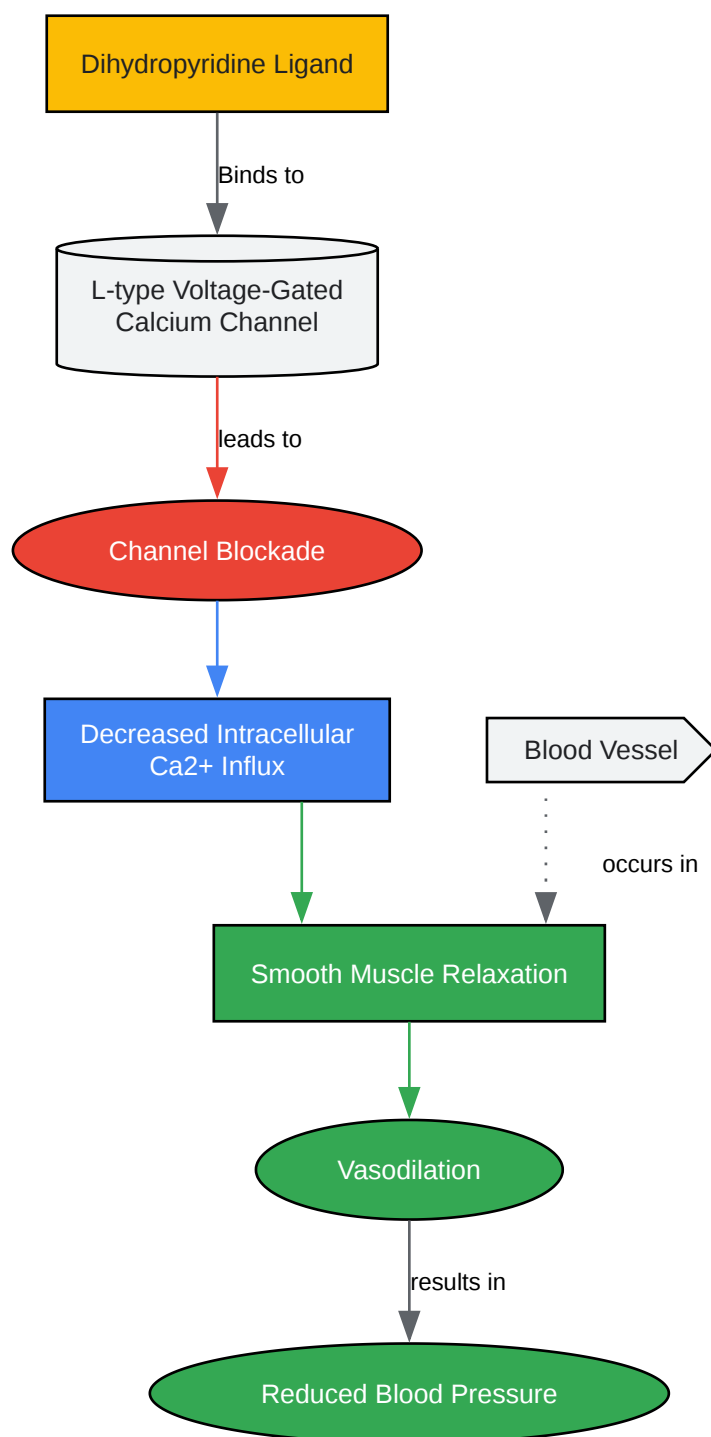 Dihydropyridine Ligand
Binds to
L-type Voltage-Gated
Calcium Channel
leads to
Channel Blockade
Decreased Intracellular
Ca2+ Influx
Blood Vessel
occurs in
Smooth Muscle Relaxation
Vasodilation
results in
Reduced Blood Pressure